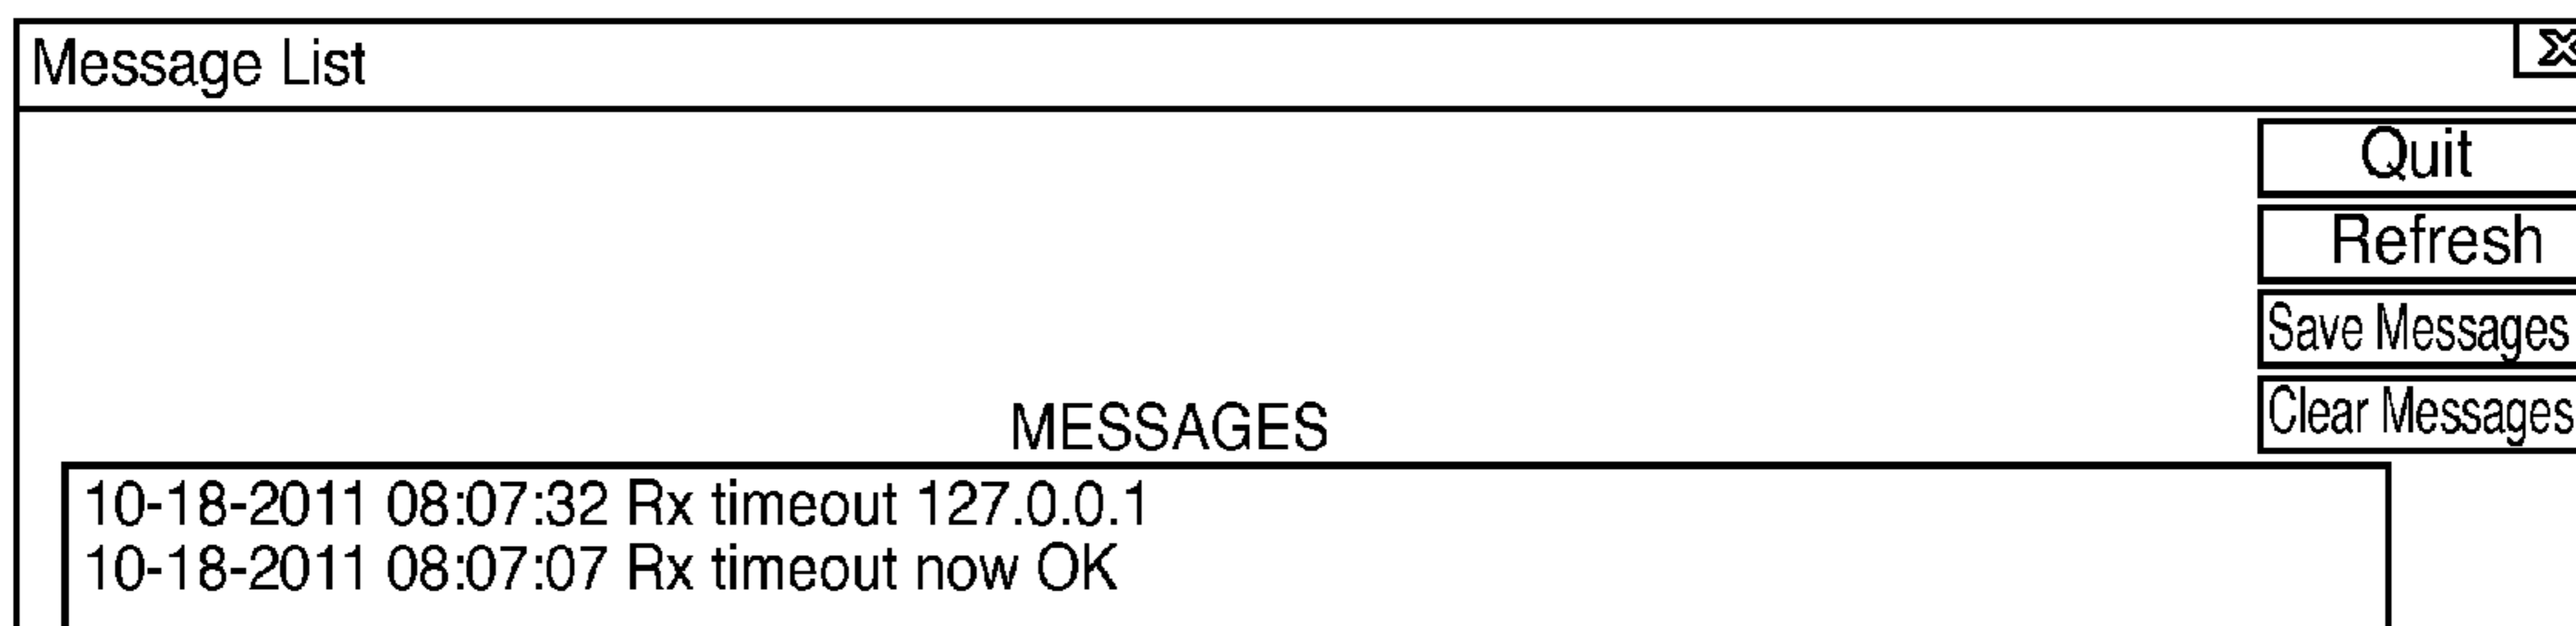 Message List
Quit
Refresh
Save Messages
Clear Messages
MESSAGES
10-18-2011 08:07:32 Rx timeout 127.0.0.1
10-18-2011 08:07:07 Rx timeout now OK